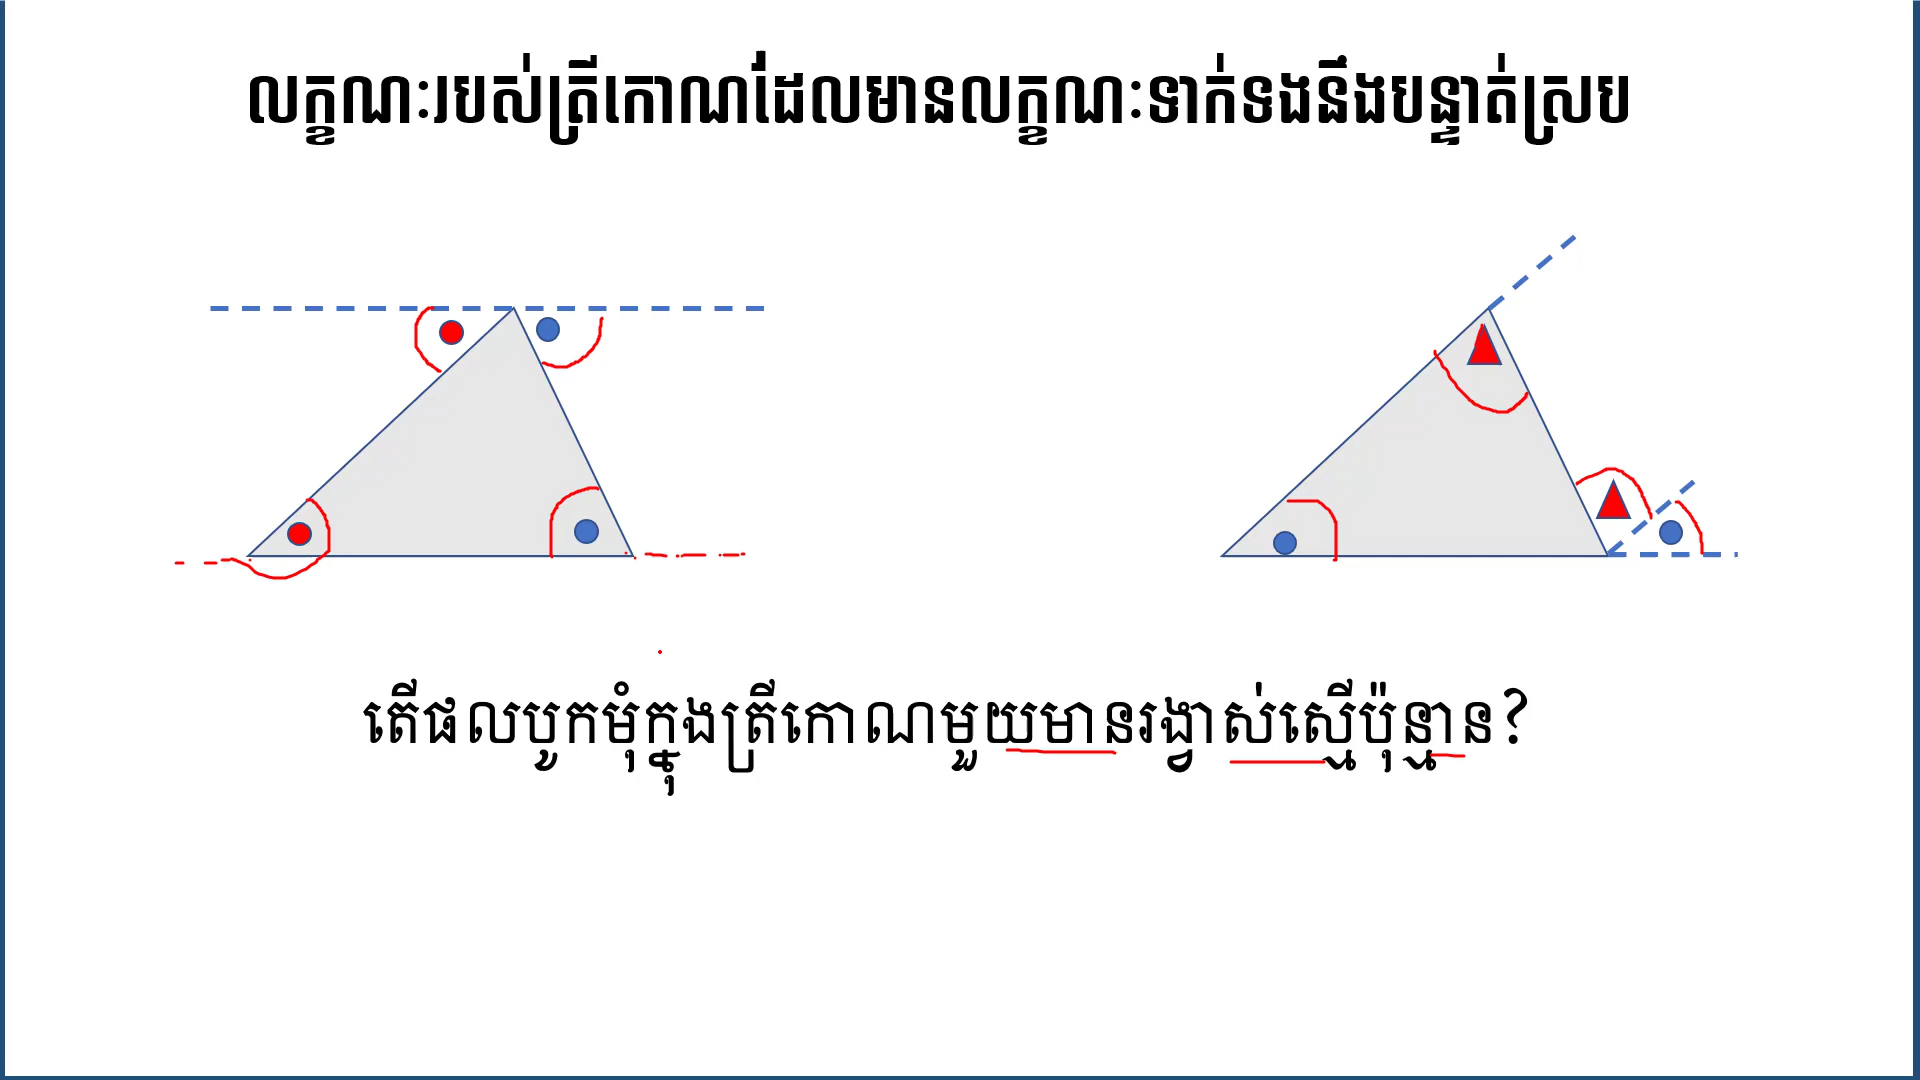 លក្ខណៈរបស់ត្រីកោណដែលមានលក្ខណៈទាក់ទងនឹងបន្ទាត់ស្រប
តើផលបូកមុំក្នុងត្រីកោណមួយមានរង្វាស់ស្មើប៉ុន្មាន?